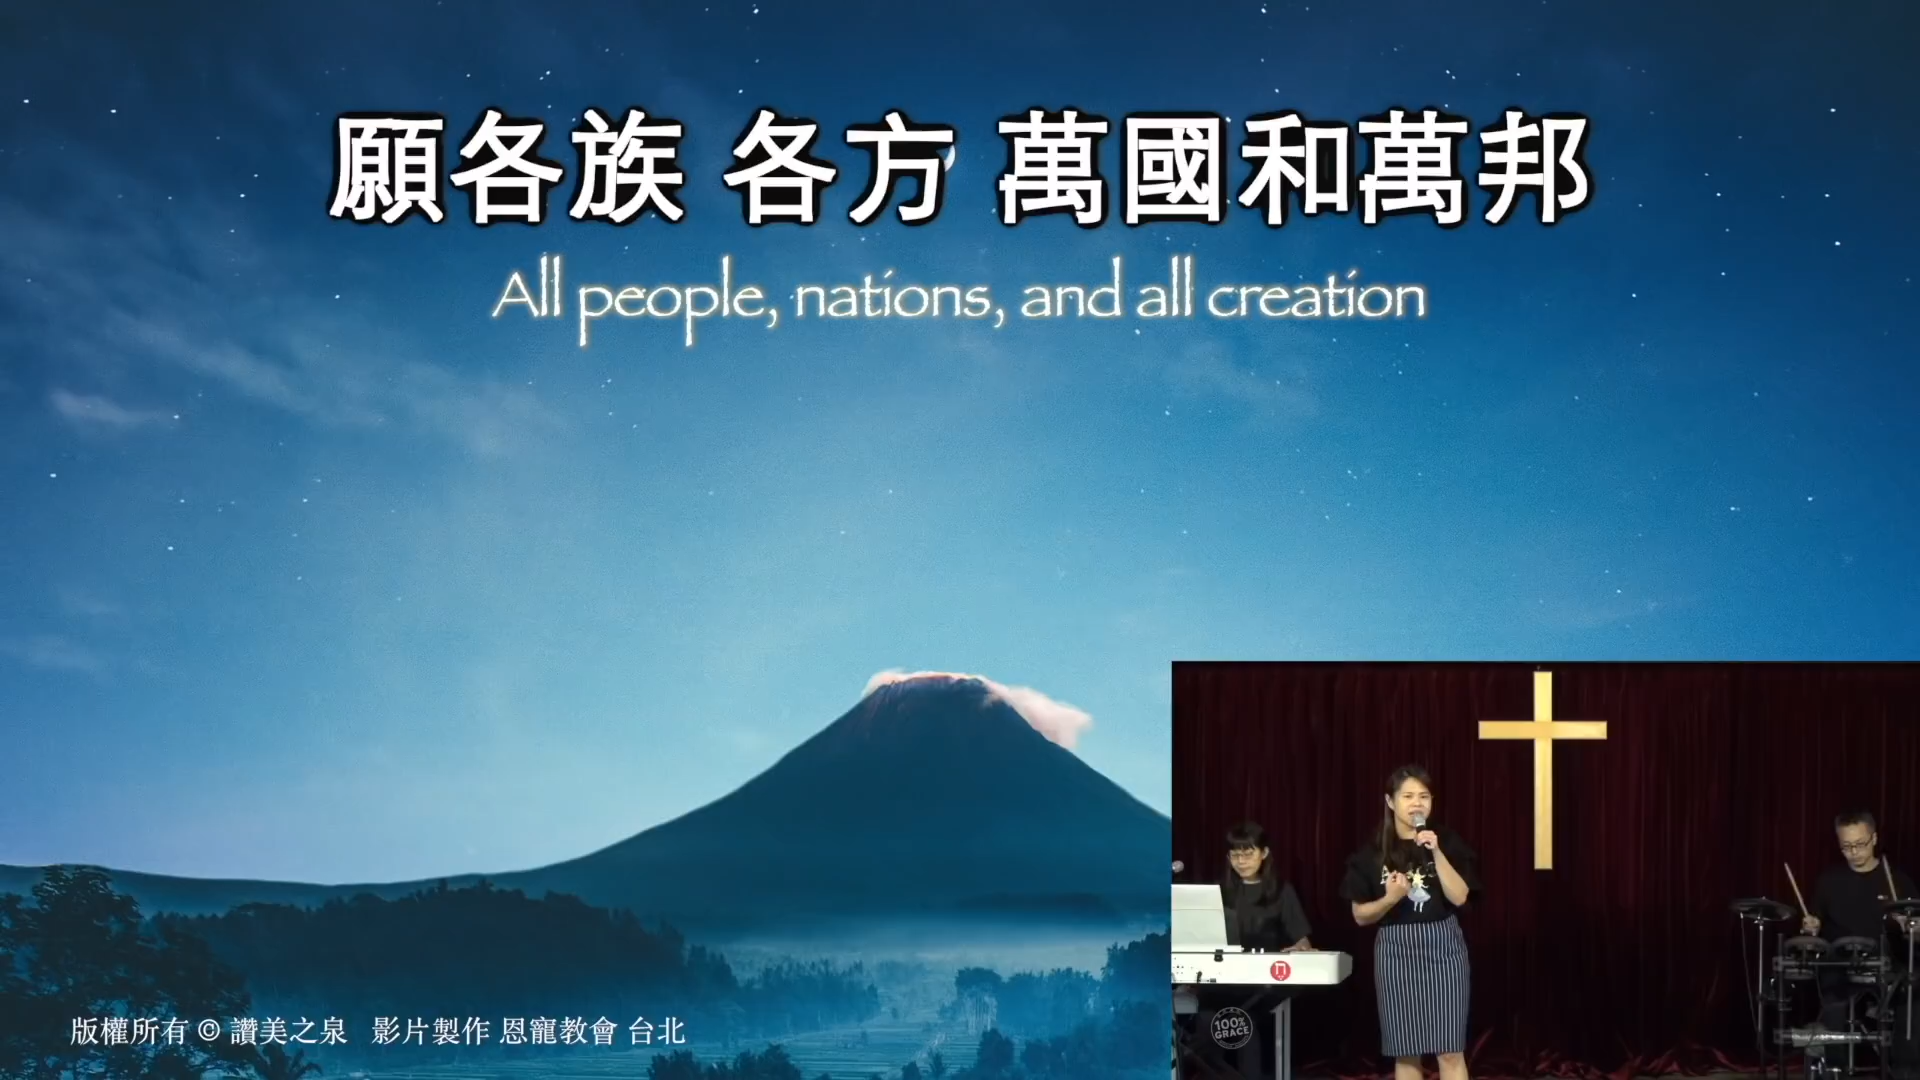 願各族 各方 萬國和萬邦
All people, nations, and all creation
版權所有 © 讚美之泉 影片製作 恩寵教會 台北
100%
GRACE